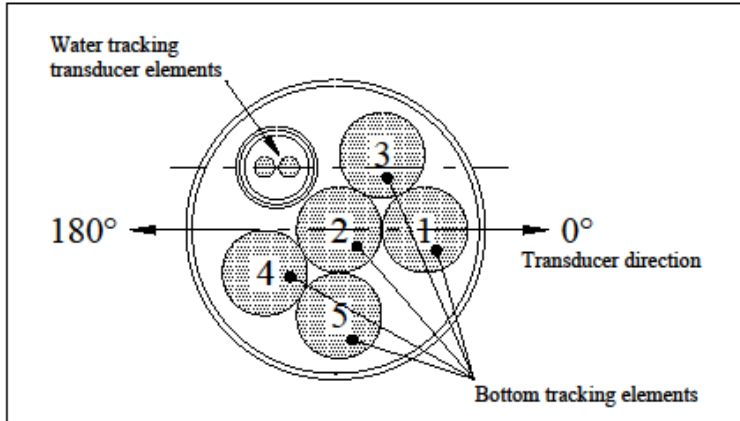 Water tracking
transducer elements
3
180°
2
1
0°
Transducer direction
4
5
Bottom tracking elements